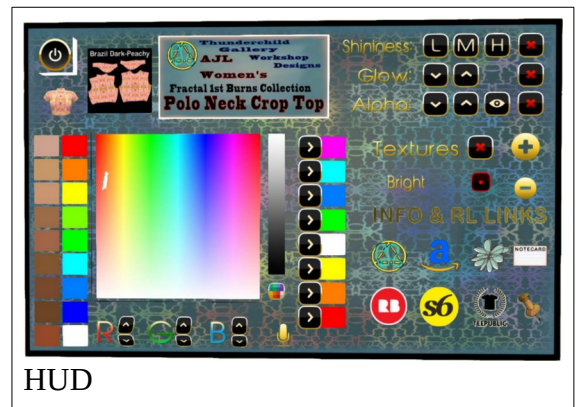 Brazil Dark-Peachy
Thunderchild
Gallery
AJL Workshop
Designs
Women's
Fractal 1st Burns Collection
Polo Neck Crop Top
Shininess: L M H
Glow:
Alpha:
Textures
Bright
INFO & RL LINKS
a
NOTECARD
RB
s6
TEEPUBLIC
R G B
HUD